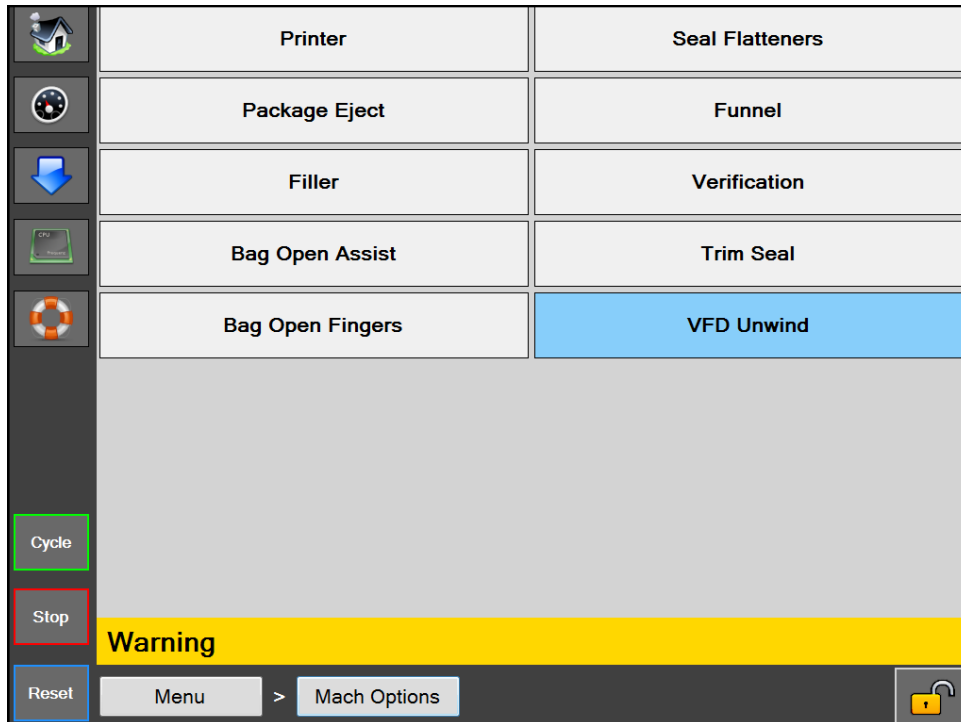 Printer
Seal Flatteners
Package Eject
Funnel
Filler
Verification
CPU
Bag Open Assist
Trim Seal
Bag Open Fingers
VFD Unwind
Cycle
Stop
Warning
Reset
Menu
>
Mach Options